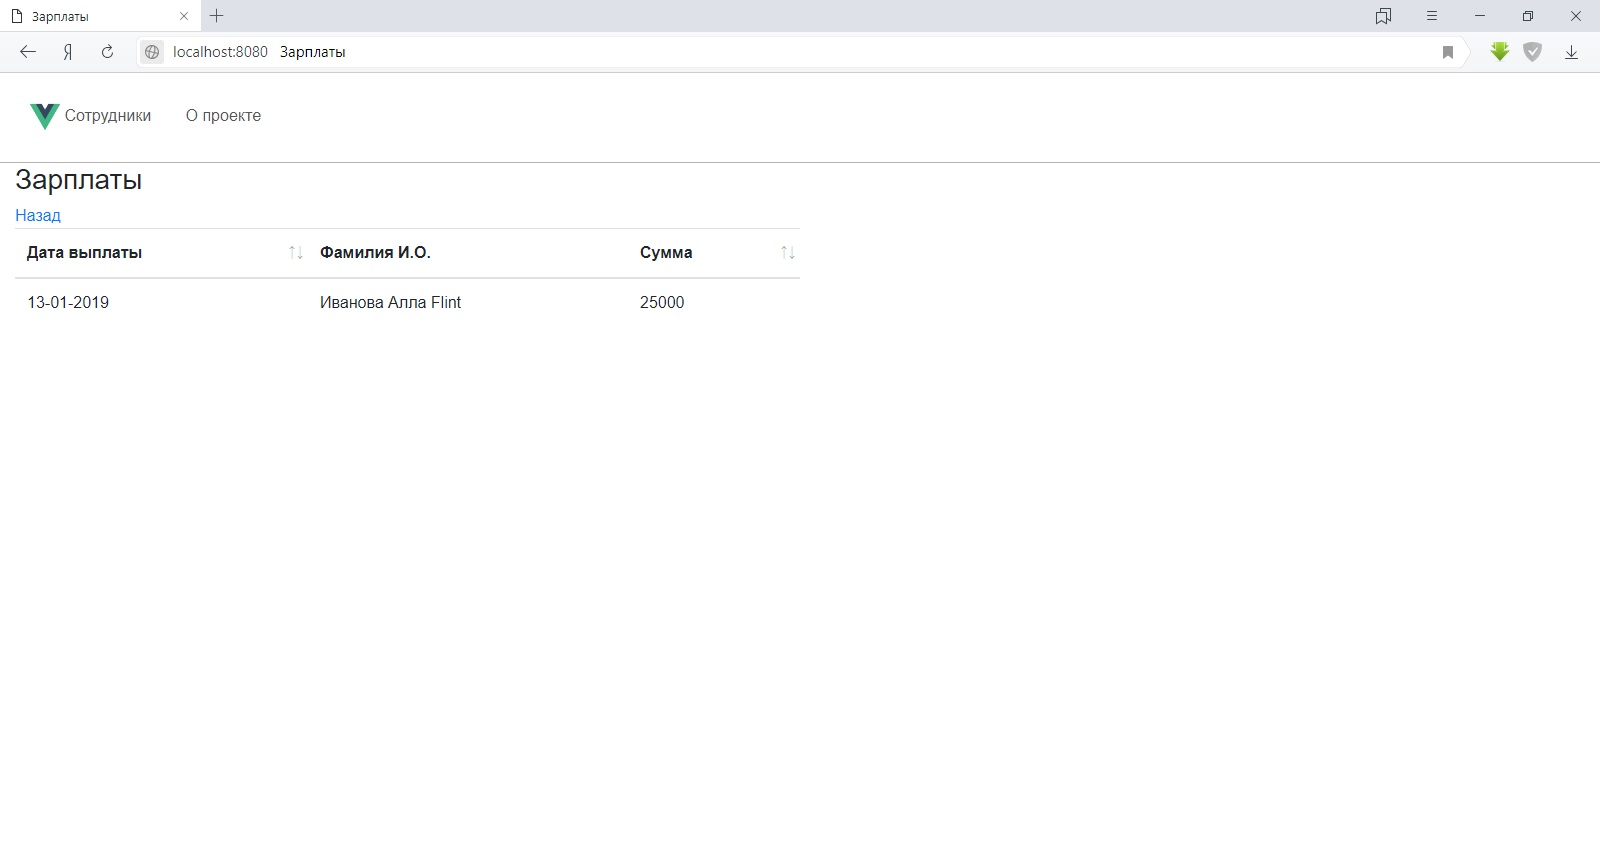 Зарплаты
localhost:8080 Зарплаты
Сотрудники О проекте
Зарплаты
Назад
Дата выплаты Фамилия И.О. Сумма
13-01-2019 Иванова Алла Flint 25000